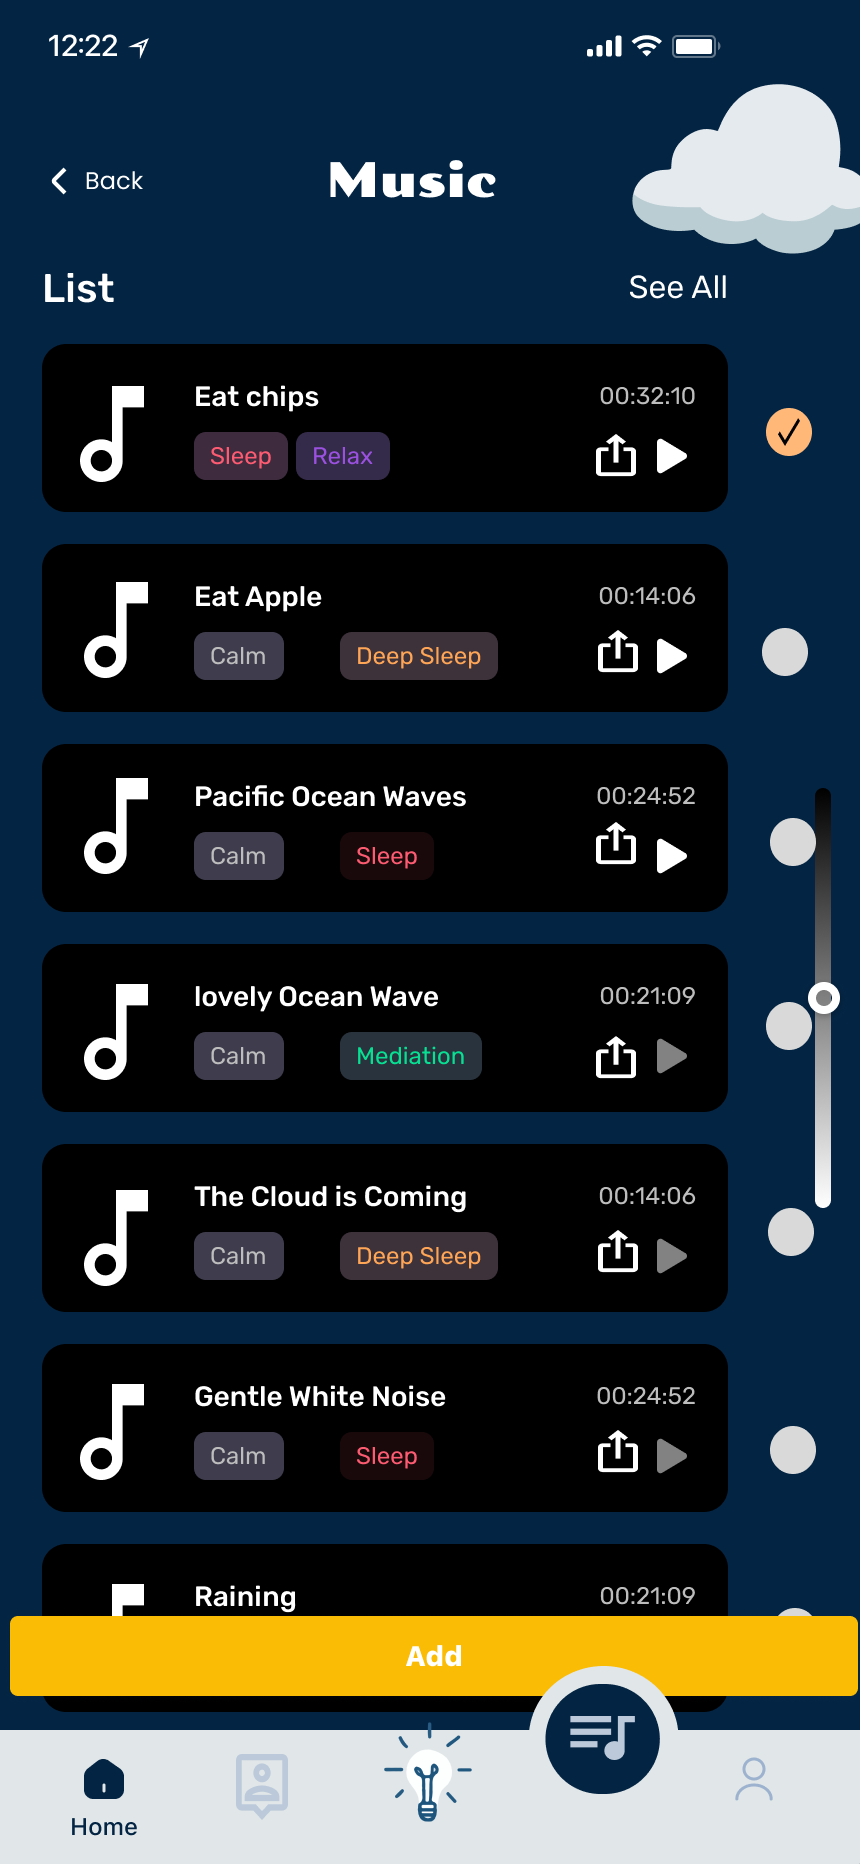 12:22
Back
Music
List
See All
Eat chips
00:32:10
Sleep
Relax
Eat Apple
00:14:06
Calm
Deep Sleep
Pacific Ocean Waves
00:24:52
Calm
Sleep
lovely Ocean Wave
00:21:09
Calm
Mediation
The Cloud is Coming
00:14:06
Calm
Deep Sleep
Gentle White Noise
00:24:52
Calm
Sleep
Raining
00:21:09
Add
Home